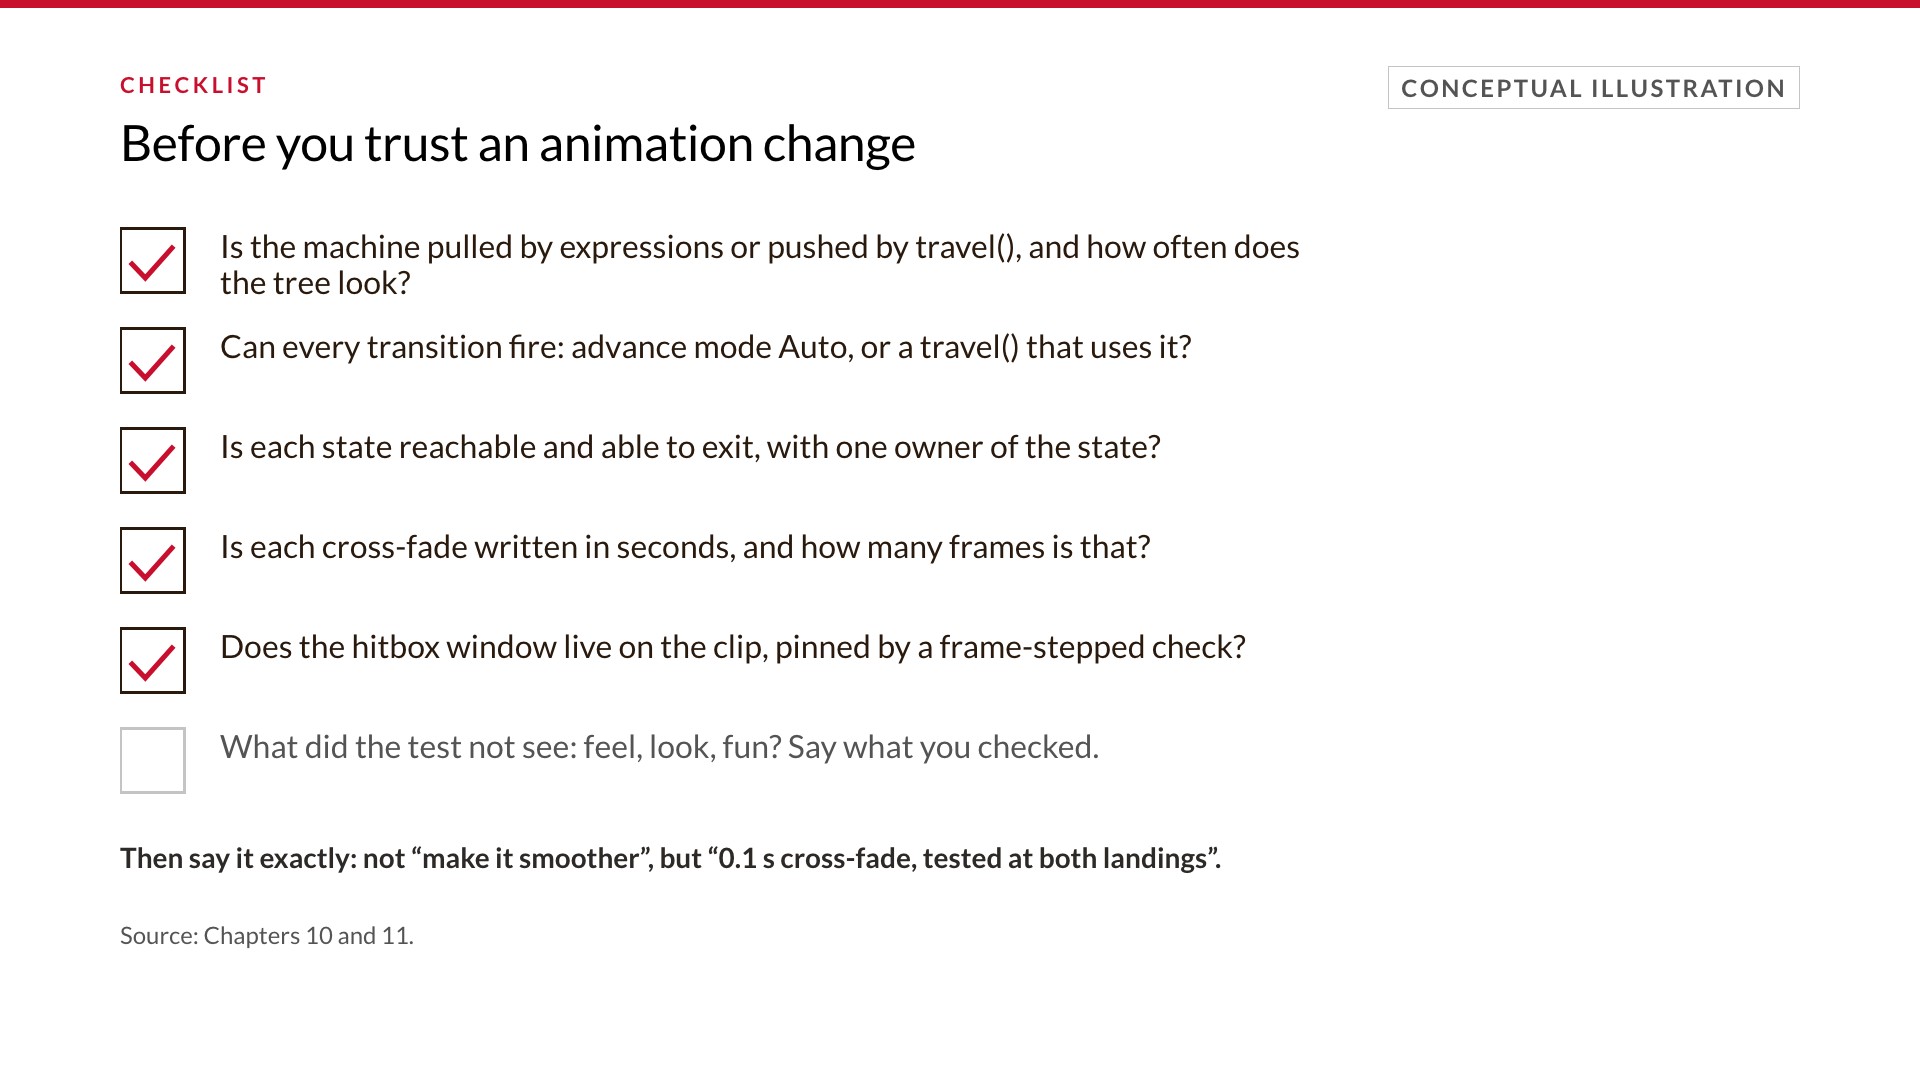 CHECKLIST
CONCEPTUAL ILLUSTRATION
Before you trust an animation change
Is the machine pulled by expressions or pushed by travel(), and how often does
the tree look?
Can every transition fire: advance mode Auto, or a travel() that uses it?
Is each state reachable and able to exit, with one owner of the state?
Is each cross-fade written in seconds, and how many frames is that?
Does the hitbox window live on the clip, pinned by a frame-stepped check?
What did the test not see: feel, look, fun? Say what you checked.
Then say it exactly: not “make it smoother”, but “0.1 s cross-fade, tested at both landings”.
Source: Chapters 10 and 11.